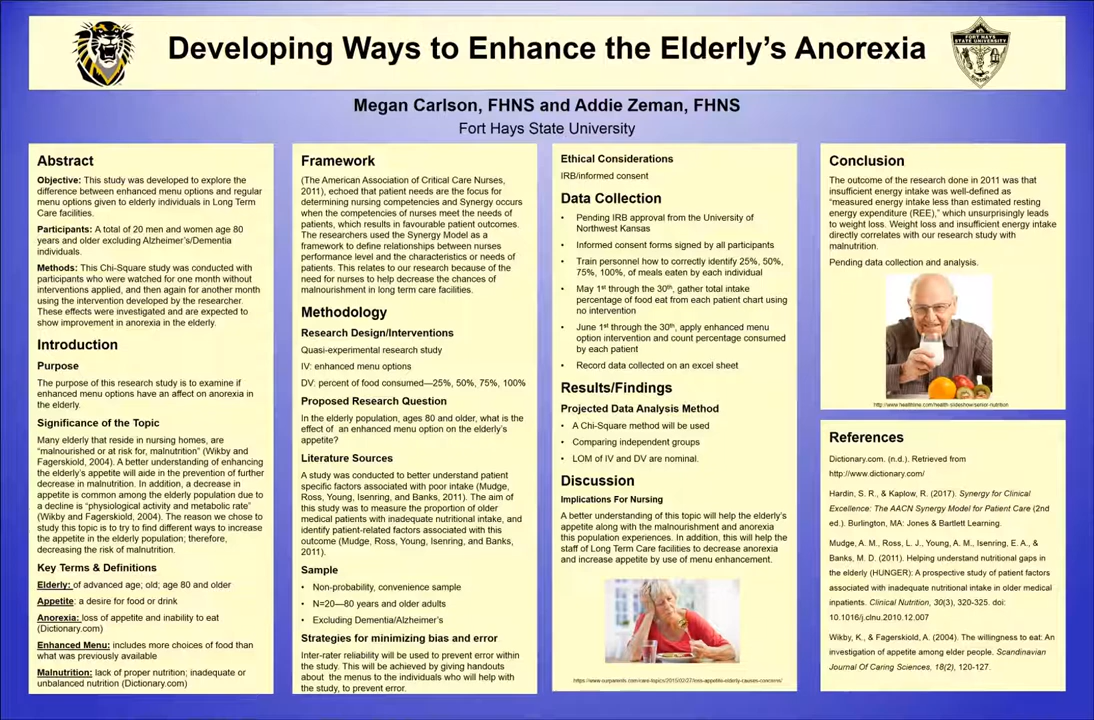 Developing Ways to Enhance the Elderly's Anorexia
FORT HAYS
STATE UNIVERSITY
NURSING
Megan Carlson, FHNS and Addie Zeman, FHNS
Fort Hays State University
Abstract
Objective: This study was developed to explore the
difference between enhanced menu options and regular
menu options given to elderly individuals in Long Term
Care facilities.
Participants: A total of 20 men and women age 80
years and older excluding Alzheimer's/Dementia
individuals.
Methods: This Chi-Square study was conducted with
participants who were watched for one month without
interventions applied, and then again for another month
using the intervention developed by the researcher.
These effects were investigated and are expected to
show improvement in anorexia in the elderly.
Introduction
Purpose
The purpose of this research study is to examine if
enhanced menu options have an affect on anorexia in
the elderly.
Significance of the Topic
Many elderly that reside in nursing homes, are
"malnourished or at risk for, malnutrition" (Wikby and
Fagerskiold, 2004). A better understanding of enhancing
the elderly's appetite will aide in the prevention of further
decrease in malnutrition. In addition, a decrease in
appetite is common among the elderly population due to
a decline is "physiological activity and metabolic rate"
(Wikby and Fagerskiold, 2004). The reason we chose to
study this topic is to try to find different ways to increase
the appetite in the elderly population; therefore,
decreasing the risk of malnutrition.
Key Terms & Definitions
Elderly: of advanced age; old; age 80 and older
Appetite: a desire for food or drink
Anorexia: loss of appetite and inability to eat
(Dictionary.com)
Enhanced Menu: includes more choices of food than
what was previously available
Malnutrition: lack of proper nutrition; inadequate or
unbalanced nutrition (Dictionary.com)
Framework
(The American Association of Critical Care Nurses,
2011), echoed that patient needs are the focus for
determining nursing competencies and Synergy occurs
when the competencies of nurses meet the needs of
patients, which results in favourable patient outcomes.
The researchers used the Synergy Model as a
framework to define relationships between nurses
performance level and the characteristics or needs of
patients. This relates to our research because of the
need for nurses to help decrease the chances of
malnourishment in long term care facilities.
Methodology
Research Design/Interventions
Quasi-experimental research study
IV: enhanced menu options
DV: percent of food consumed—25%, 50%, 75%, 100%
Proposed Research Question
In the elderly population, ages 80 and older, what is the
effect of an enhanced menu option on the elderly's
appetite?
Literature Sources
A study was conducted to better understand patient
specific factors associated with poor intake (Mudge,
Ross, Young, Isenring, and Banks, 2011). The aim of
this study was to measure the proportion of older
medical patients with inadequate nutritional intake, and
identify patient-related factors associated with this
outcome (Mudge, Ross, Young, Isenring, and Banks,
2011).
Sample
• Non-probability, convenience sample
• N=20—80 years and older adults
• Excluding Dementia/Alzheimer's
Strategies for minimizing bias and error
Inter-rater reliability will be used to prevent error within
the study. This will be achieved by giving handouts
about the menus to the individuals who will help with
the study, to prevent error.
Ethical Considerations
IRB/informed consent
Data Collection
• Pending IRB approval from the University of
Northwest Kansas
• Informed consent forms signed by all participants
• Train personnel how to correctly identify 25%, 50%,
75%, 100%, of meals eaten by each individual
• May 1st through the 30th, gather total intake
percentage of food eat from each patient chart using
no intervention
• June 1st through the 30th, apply enhanced menu
option intervention and count percentage consumed
by each patient
• Record data collected on an excel sheet
Results/Findings
Projected Data Analysis Method
• A Chi-Square method will be used
• Comparing independent groups
• LOM of IV and DV are nominal.
Discussion
Implications For Nursing
A better understanding of this topic will help the elderly's
appetite along with the malnourishment and anorexia
this population experiences. In addition, this will help the
staff of Long Term Care facilities to decrease anorexia
and increase appetite by use of menu enhancement.
https://www.ourparents.com/care-topics/2015/02/27/loss-appetite-elderly-causes-concerns/
Conclusion
The outcome of the research done in 2011 was that
insufficient energy intake was well-defined as
"measured energy intake less than estimated resting
energy expenditure (REE)," which unsurprisingly leads
to weight loss. Weight loss and insufficient energy intake
directly correlates with our research study with
malnutrition.
Pending data collection and analysis.
http://www.healthline.com/health-slideshow/senior-nutrition
References
Dictionary.com. (n.d.). Retrieved from
http://www.dictionary.com/
Hardin, S. R., & Kaplow, R. (2017). Synergy for Clinical
Excellence: The AACN Synergy Model for Patient Care (2nd
ed.). Burlington, MA: Jones & Bartlett Learning.
Mudge, A. M., Ross, L. J., Young, A. M., Isenring, E. A., &
Banks, M. D. (2011). Helping understand nutritional gaps in
the elderly (HUNGER): A prospective study of patient factors
associated with inadequate nutritional intake in older medical
inpatients. Clinical Nutrition, 30(3), 320-325. doi:
10.1016/j.clnu.2010.12.007
Wikby, K., & Fagerskiold, A. (2004). The willingness to eat: An
investigation of appetite among elder people. Scandinavian
Journal Of Caring Sciences, 18(2), 120-127.